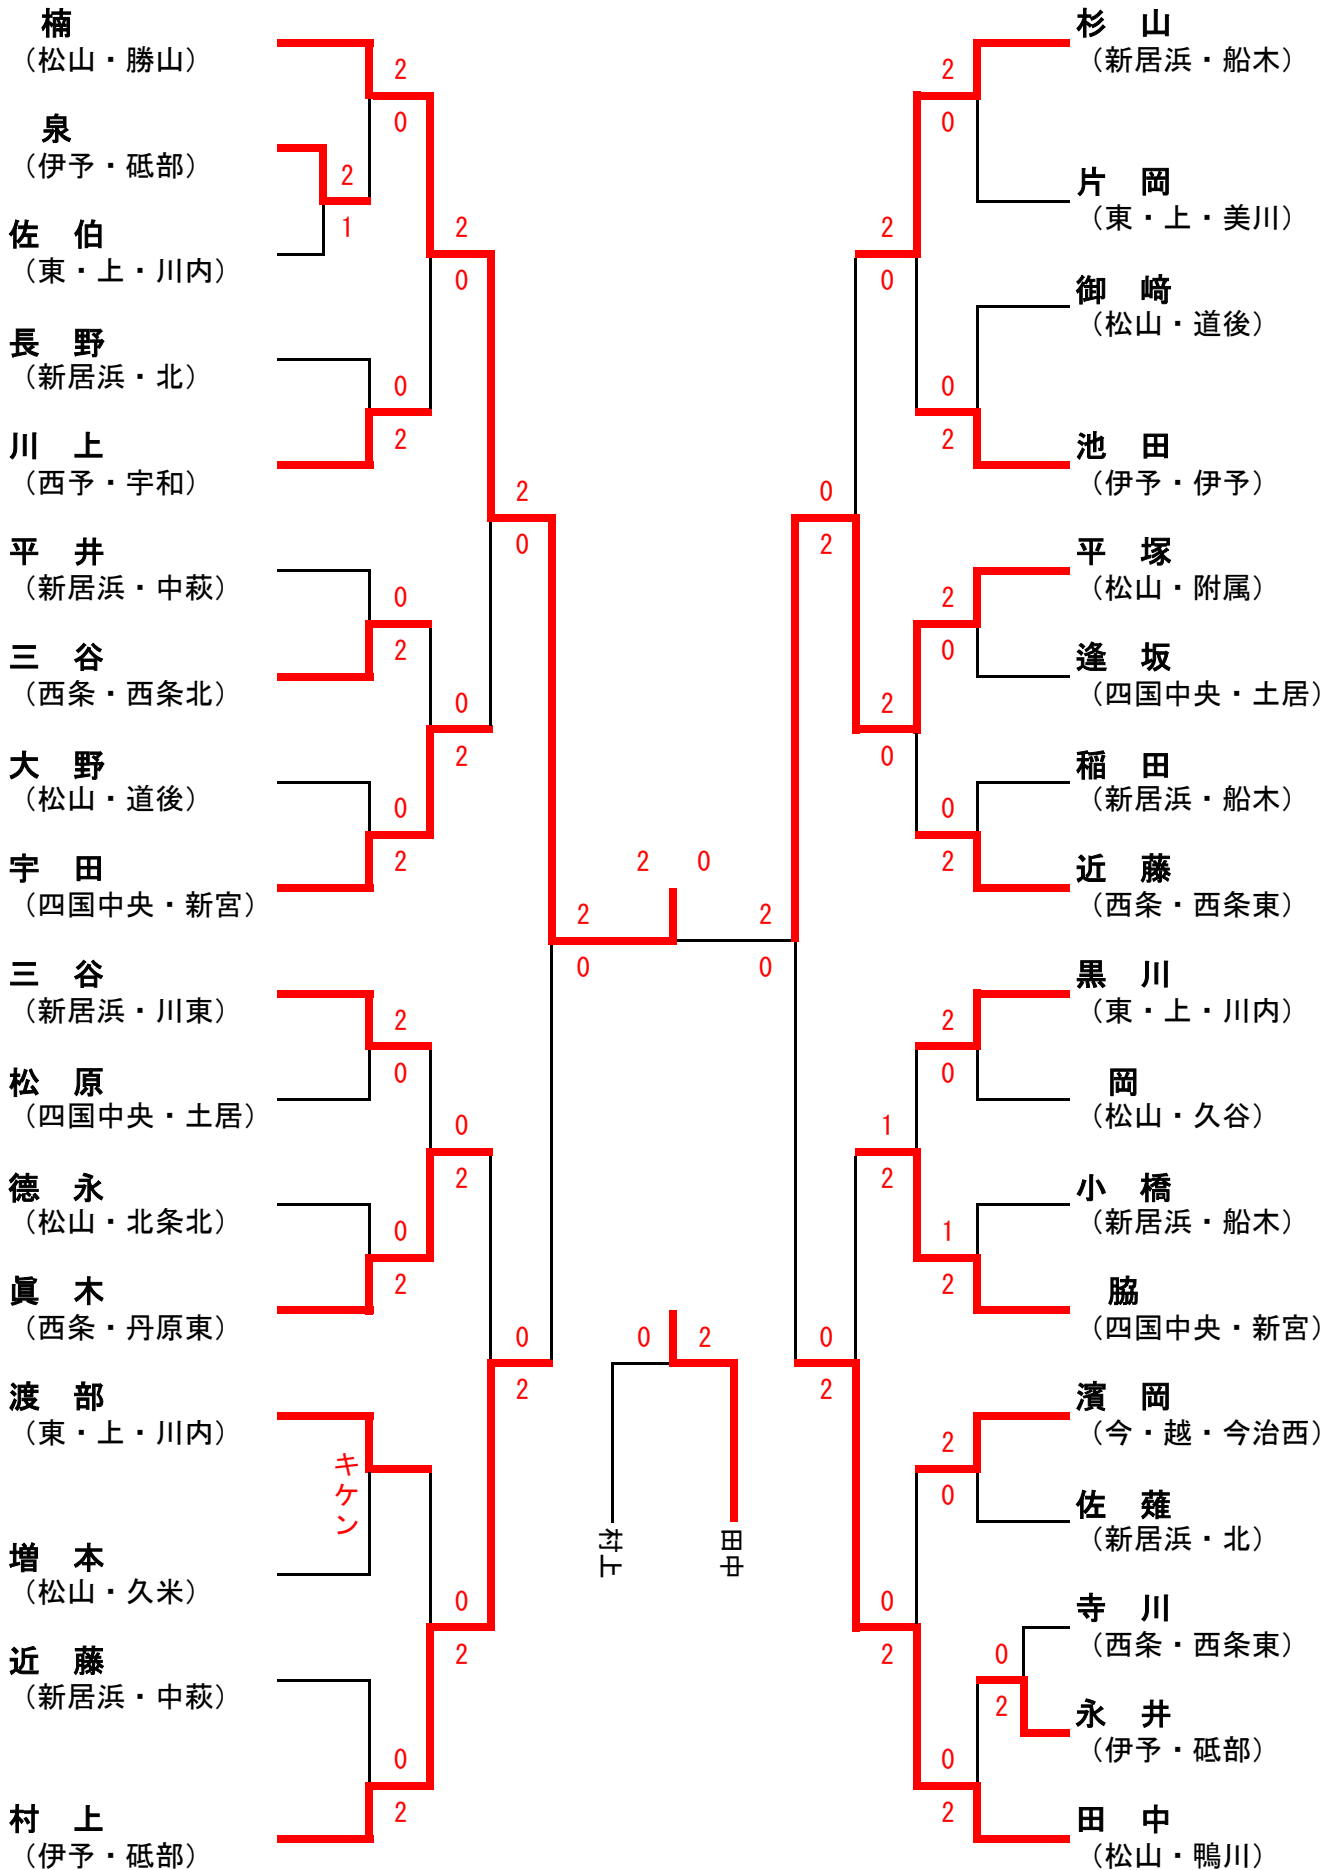 楠
（松山・勝山）
泉
（伊予・砥部）
佐　伯
（東・上・川内）
長　野
（新居浜・北）
川　上
（西予・宇和）
平　井
（新居浜・中萩）
三　谷
（西条・西条北）
大　野
（松山・道後）
宇　田
（四国中央・新宮）
三　谷
（新居浜・川東）
松　原
（四国中央・土居）
德　永
（松山・北条北）
眞　木
（西条・丹原東）
渡　部
（東・上・川内）
増　本
（松山・久米）
近　藤
（新居浜・中萩）
村　上
（伊予・砥部）
2
0
2
1
0
2
0
2
0
2
2
0
0
2
キケン
0
2
2
0
0
2
0
2
0
2
2
0
0
2
2
0
2
0
2
0
0
2
村上
田中
0
2
0
2
2
0
2
0
1
2
0
2
2
0
0
2
2
0
0
2
2
0
1
2
2
0
0
2
0
2
杉　山
（新居浜・船木）
片　岡
（東・上・美川）
御　﨑
（松山・道後）
池　田
（伊予・伊予）
平　塚
（松山・附属）
逢　坂
（四国中央・土居）
稲　田
（新居浜・船木）
近　藤
（西条・西条東）
黒　川
（東・上・川内）
岡
（松山・久谷）
小　橋
（新居浜・船木）
脇
（四国中央・新宮）
濱　岡
（今・越・今治西）
佐　薙
（新居浜・北）
寺　川
（西条・西条東）
永　井
（伊予・砥部）
田　中
（松山・鴨川）